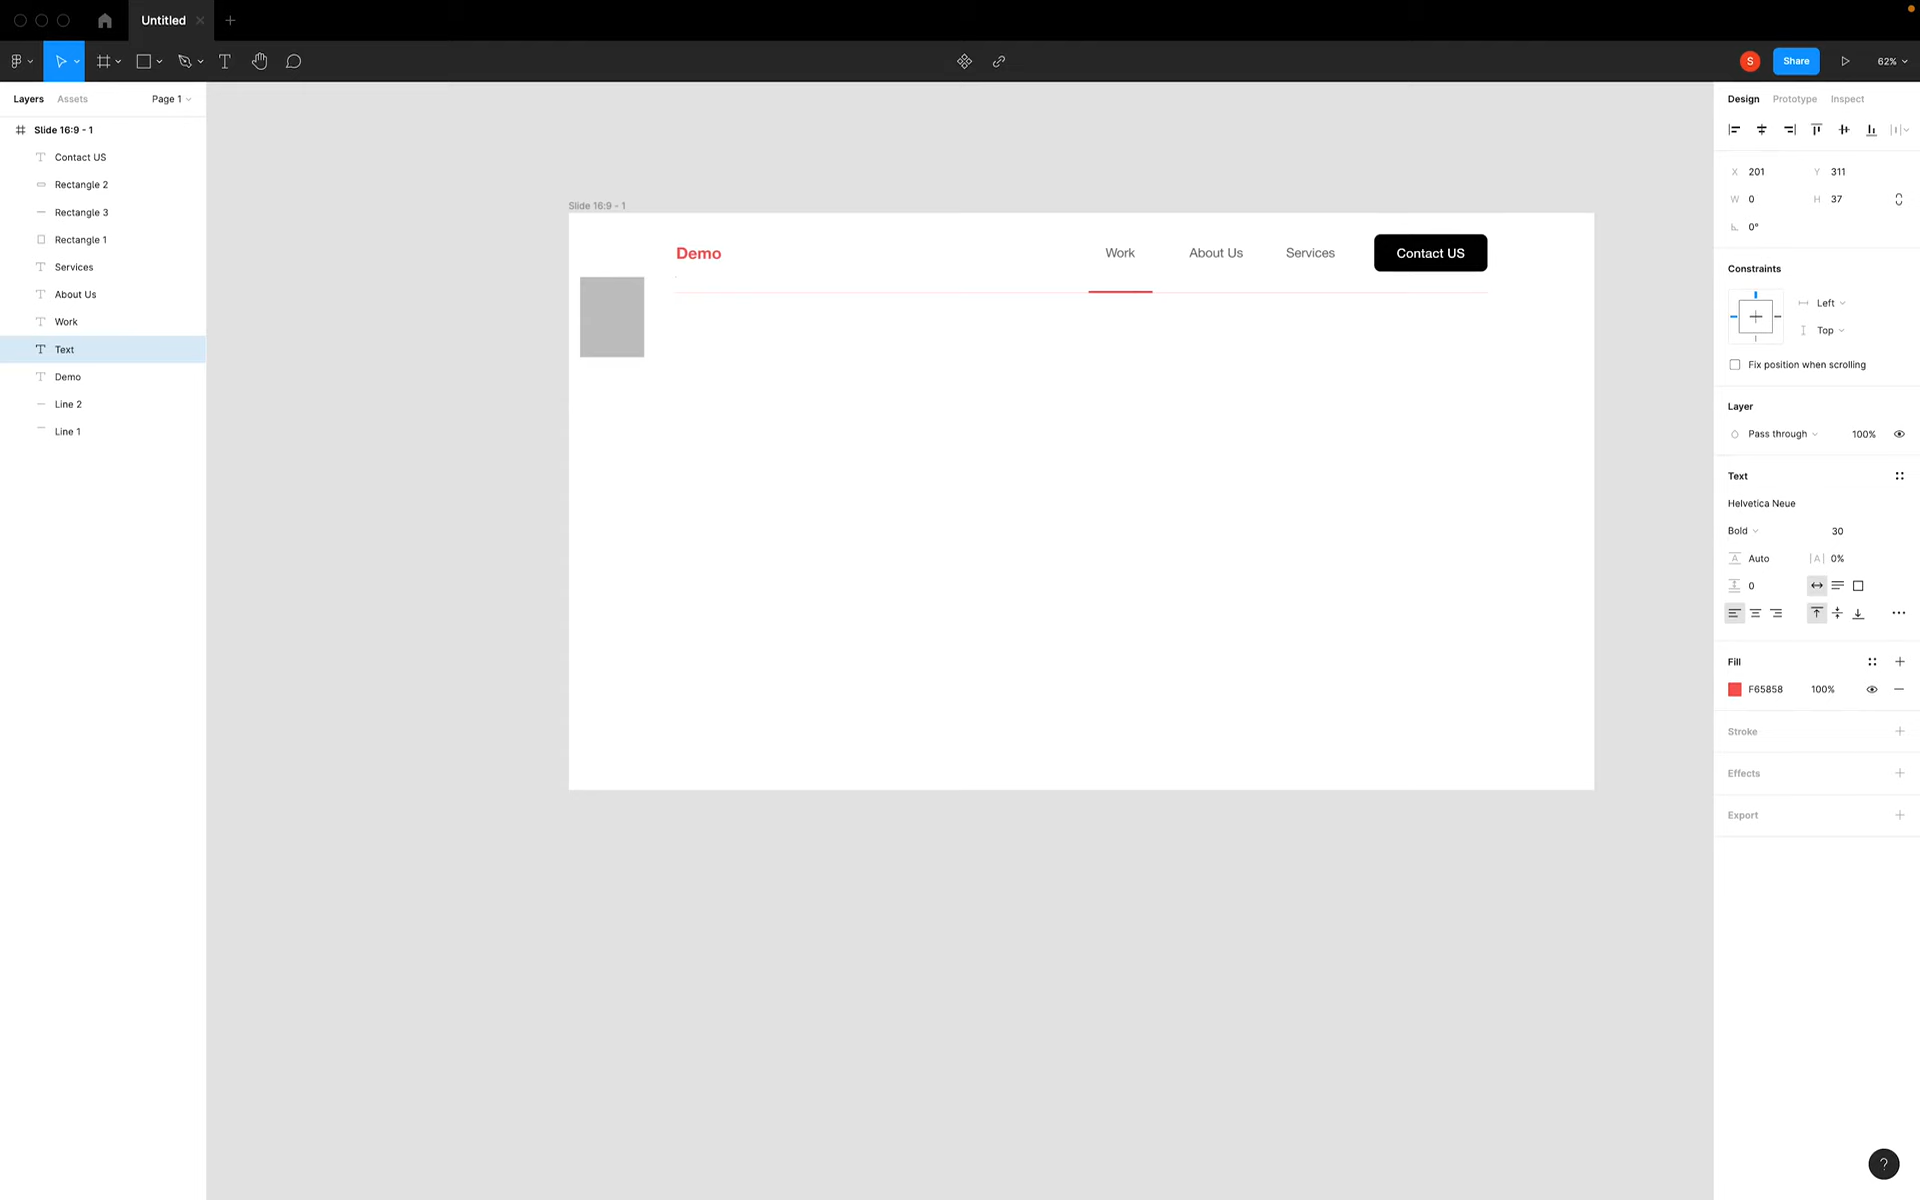 Untitled
Share
62%
Layers
Assets
Page 1
Slide 16:9 - 1
Contact US
Rectangle 2
Rectangle 3
Rectangle 1
Services
About Us
Work
Text
Demo
Line 2
Line 1
S
Slide 16:9 - 1
Demo
Work
About Us
Services
Contact US
Design
Prototype
Inspect
X 201
Y 311
W 0
H 37
0°
Constraints
Left
Top
Fix position when scrolling
Layer
Pass through
100%
Text
Helvetica Neue
Bold
30
A Auto
|A| 0%
0
Fill
F65858
100%
Stroke
Effects
Export
?